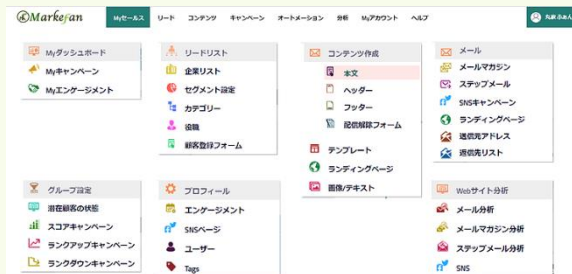 Markefan
Myセールス リード コンテンツ キャンペーン オートメーション 分析 Myアカウント ヘルプ
Myダッシュボード
Myキャンペーン
Myエンゲージメント
リードリスト
企業リスト
セグメント設定
カテゴリー
役職
顧客登録フォーム
コンテンツ作成
本文
ヘッダー
フッター
配信解除フォーム
テンプレート
ランディングページ
画像/テキスト
メール
メールマガジン
ステップメール
SNSキャンペーン
ランディングページ
送信元アドレス
返信先リスト
グループ設定
潜在顧客の状態
スコアキャンペーン
ランクアップキャンペーン
ランクダウンキャンペーン
プロフィール
エンゲージメント
SNSページ
ユーザー
Tags
Webサイト分析
メール分析
メールマガジン分析
ステップメール分析
SNS